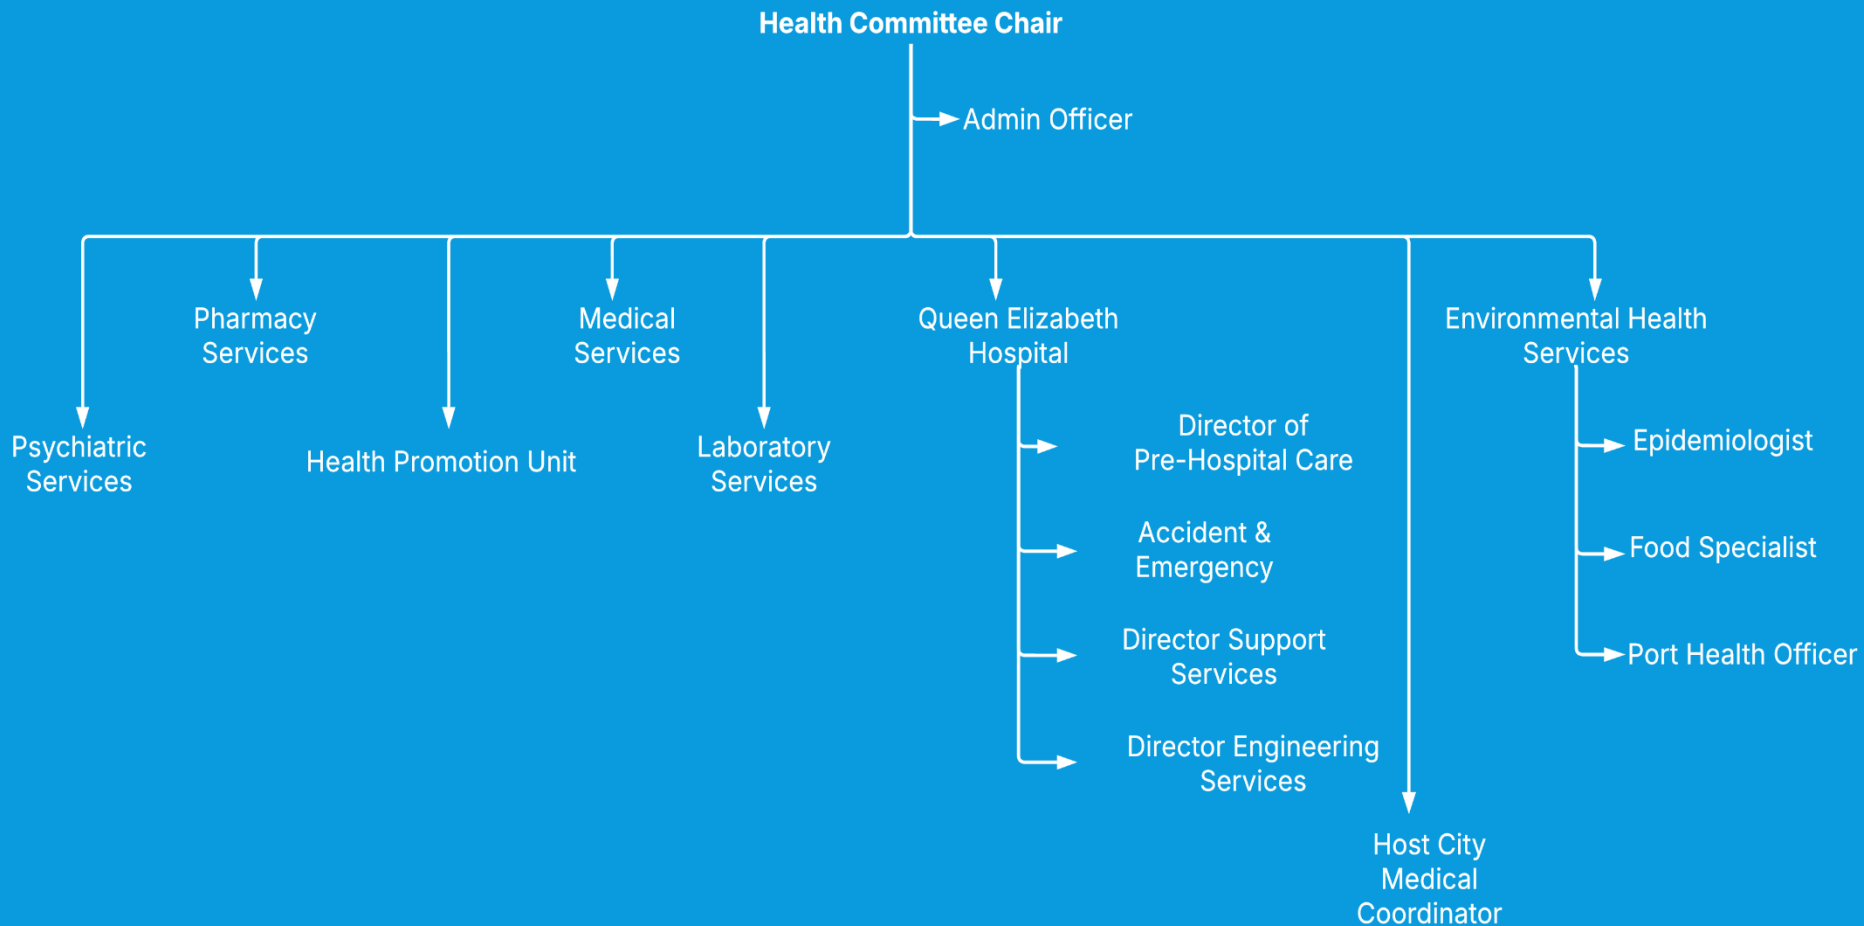 Health Committee Chair
Admin Officer
Pharmacy
Services
Medical
Services
Queen Elizabeth
Hospital
Environmental Health
Services
Psychiatric
Services
Health Promotion Unit
Laboratory
Services
Director of
Pre-Hospital Care
Accident &
Emergency
Director Support
Services
Director Engineering
Services
Epidemiologist
Food Specialist
Port Health Officer
Host City
Medical
Coordinator